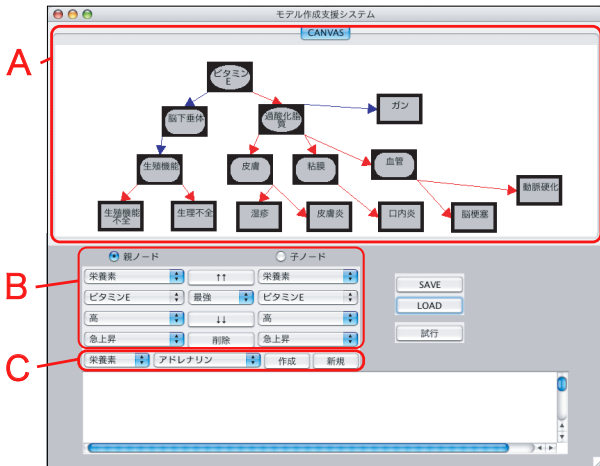 モデル作成支援システム
CANVAS
A
ビタミン
E
脳下垂体
過酸化脂
質
ガン
生殖機能
皮膚
粘膜
血管
動脈硬化
生殖機能
不全
生理不全
湿疹
皮膚炎
口内炎
脳梗塞
B
親ノード
子ノード
栄養素
↑↑
栄養素
ビタミンE
最強
ビタミンE
高
↓↓
高
急上昇
削除
急上昇
SAVE
LOAD
試行
C
栄養素
アドレナリン
作成
新規